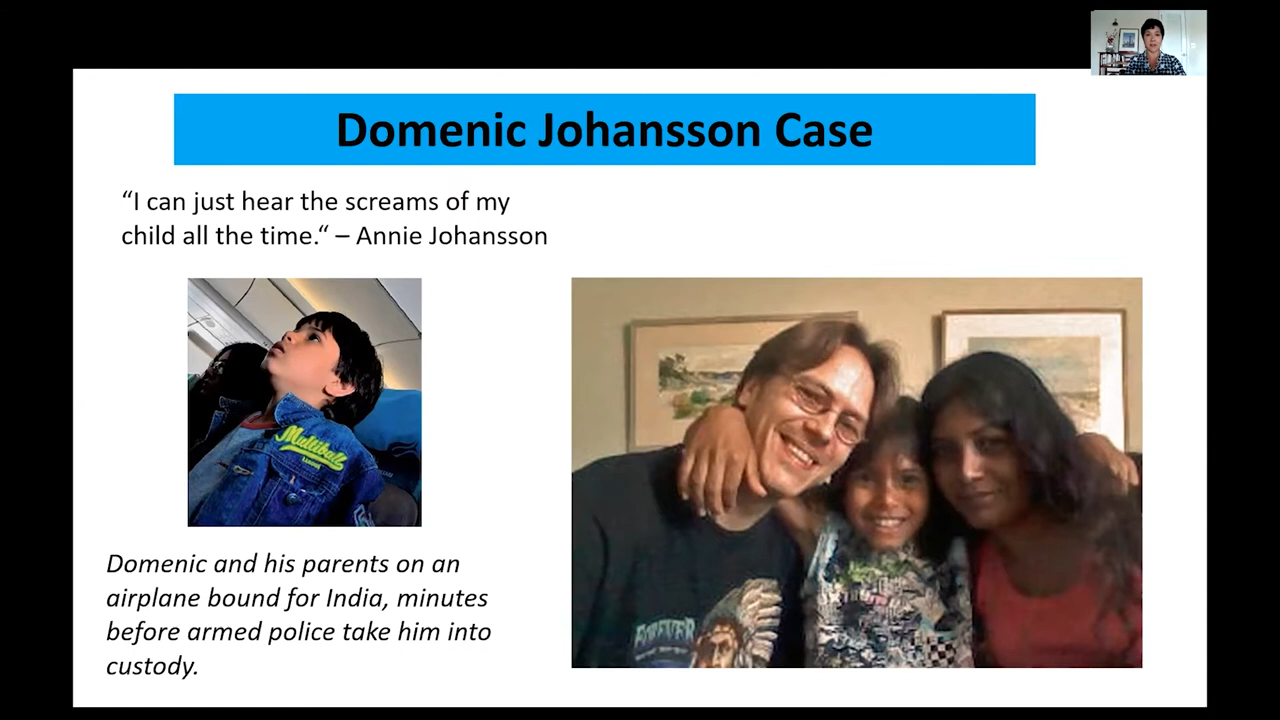 Domenic Johansson Case
“I can just hear the screams of my
child all the time.“ – Annie Johansson
Multiball
FOREVER
Domenic and his parents on an
airplane bound for India, minutes
before armed police take him into
custody.